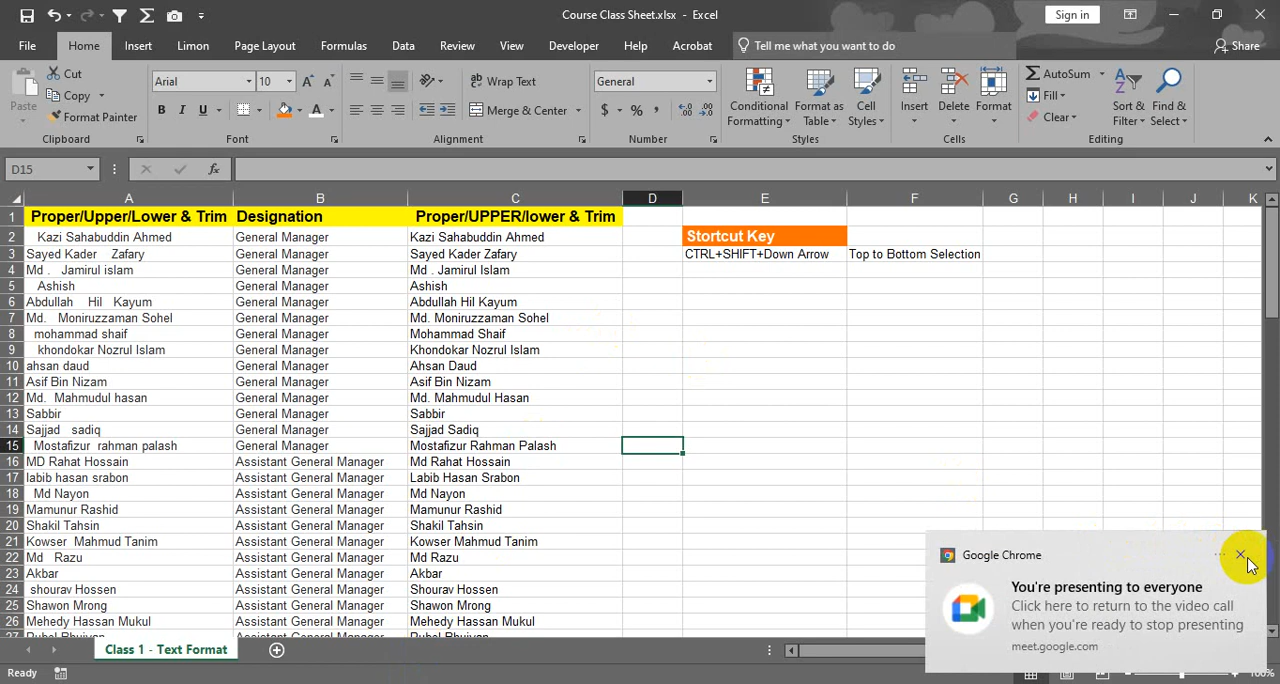 Course Class Sheet.xlsx - Excel
Sign in
File Home Insert Limon Page Layout Formulas Data Review View Developer Help Acrobat Tell me what you want to do Share
Paste Cut Arial 10 Wrap Text General Conditional Formatting Format as Table Cell Styles Insert Delete Format AutoSum Sort & Filter Find & Select
Copy B I U A Merge & Center $ % , Fill
Format Painter Clear
Clipboard Font Alignment Number Styles Cells Editing
D15 fx
A B C D E F G H I J K
1 Proper/Upper/Lower & Trim Designation Proper/UPPER/lower & Trim
2 Kazi Sahabuddin Ahmed General Manager Kazi Sahabuddin Ahmed Stortcut Key
3 Sayed Kader Zafary General Manager Sayed Kader Zafary CTRL+SHIFT+Down Arrow Top to Bottom Selection
4 Md . Jamirul islam General Manager Md . Jamirul Islam
5 Ashish General Manager Ashish
6 Abdullah Hil Kayum General Manager Abdullah Hil Kayum
7 Md. Moniruzzaman Sohel General Manager Md. Moniruzzaman Sohel
8 mohammad shaif General Manager Mohammad Shaif
9 khondokar Nozrul Islam General Manager Khondokar Nozrul Islam
10 ahsan daud General Manager Ahsan Daud
11 Asif Bin Nizam General Manager Asif Bin Nizam
12 Md. Mahmudul hasan General Manager Md. Mahmudul Hasan
13 Sabbir General Manager Sabbir
14 Sajjad sadiq General Manager Sajjad Sadiq
15 Mostafizur rahman palash General Manager Mostafizur Rahman Palash
16 MD Rahat Hossain Assistant General Manager Md Rahat Hossain
17 labib hasan srabon Assistant General Manager Labib Hasan Srabon
18 Md Nayon Assistant General Manager Md Nayon
19 Mamunur Rashid Assistant General Manager Mamunur Rashid
20 Shakil Tahsin Assistant General Manager Shakil Tahsin
21 Kowser Mahmud Tanim Assistant General Manager Kowser Mahmud Tanim
22 Md Razu Assistant General Manager Md Razu
23 Akbar Assistant General Manager Akbar
24 shourav Hossen Assistant General Manager Shourav Hossen
25 Shawon Mrong Assistant General Manager Shawon Mrong
26 Mehedy Hassan Mukul Assistant General Manager Mehedy Hassan Mukul
Google Chrome
You're presenting to everyone
Click here to return to the video call
when you're ready to stop presenting
meet.google.com
Class 1 - Text Format
Ready 100%